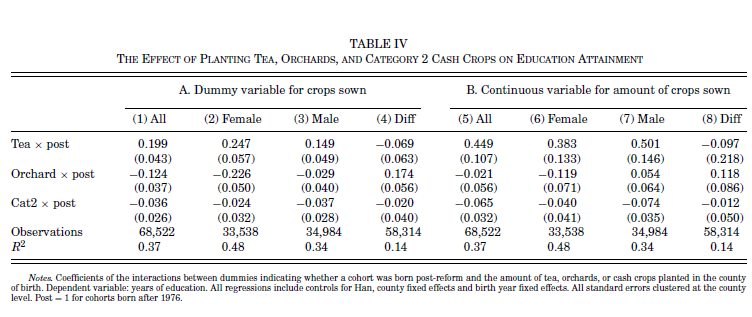 TABLE IV
THE EFFECT OF PLANTING TEA, ORCHARDS, AND CATEGORY 2 CASH CROPS ON EDUCATION ATTAINMENT
A. Dummy variable for crops sown B. Continuous variable for amount of crops sown
(1) All (2) Female (3) Male (4) Diff (5) All (6) Female (7) Male (8) Diff
Tea × post 0.199 0.247 0.149 −0.069 0.449 0.383 0.501 −0.097
(0.043) (0.057) (0.049) (0.063) (0.107) (0.133) (0.146) (0.218)
Orchard × post −0.124 −0.226 −0.029 0.174 −0.021 −0.119 0.054 0.118
(0.037) (0.050) (0.040) (0.056) (0.056) (0.071) (0.064) (0.086)
Cat2 × post −0.036 −0.024 −0.037 −0.020 −0.065 −0.040 −0.074 −0.012
(0.026) (0.032) (0.028) (0.040) (0.032) (0.041) (0.035) (0.050)
Observations 68,522 33,538 34,984 58,314 68,522 33,538 34,984 58,314
R² 0.37 0.48 0.34 0.14 0.37 0.48 0.34 0.14
Notes. Coefficients of the interactions between dummies indicating whether a cohort was born post-reform and the amount of tea, orchards, or cash crops planted in the county
of birth. Dependent variable: years of education. All regressions include controls for Han, county fixed effects and birth year fixed effects. All standard errors clustered at the county
level. Post = 1 for cohorts born after 1976.